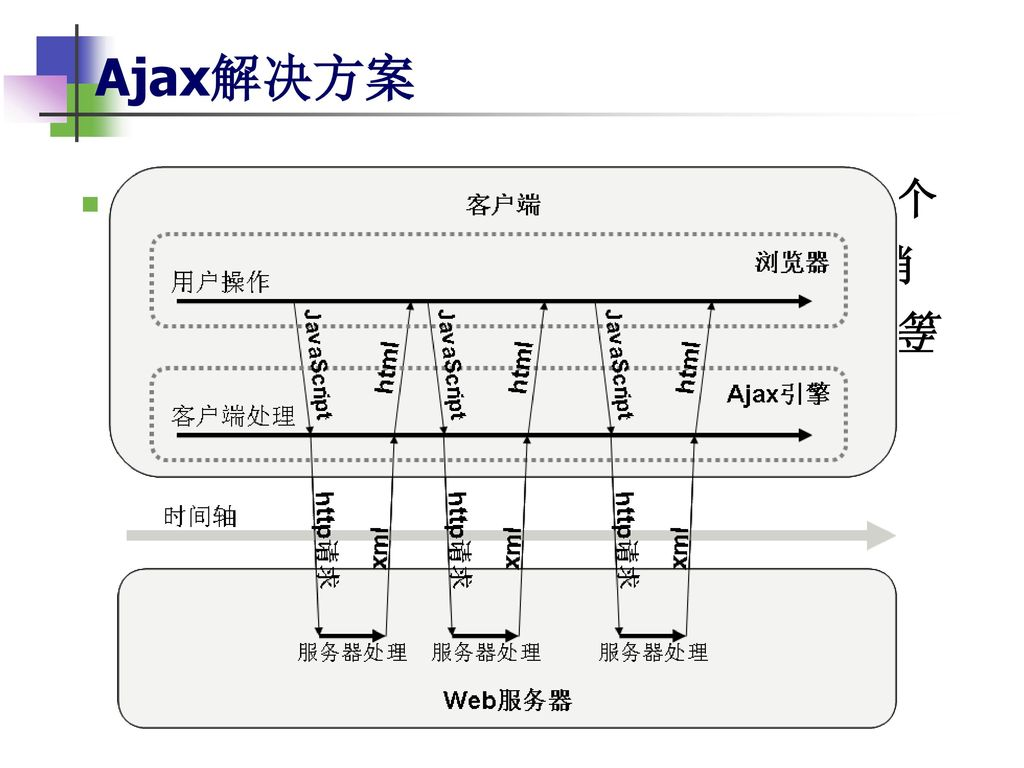 Ajax解决方案
个
客户端
浏览器
用户操作
等
JavaScript
html
JavaScript
html
JavaScript
html
Ajax引擎
客户端处理
http请求
xml
http请求
xml
http请求
xml
时间轴
服务器处理
服务器处理
服务器处理
Web服务器